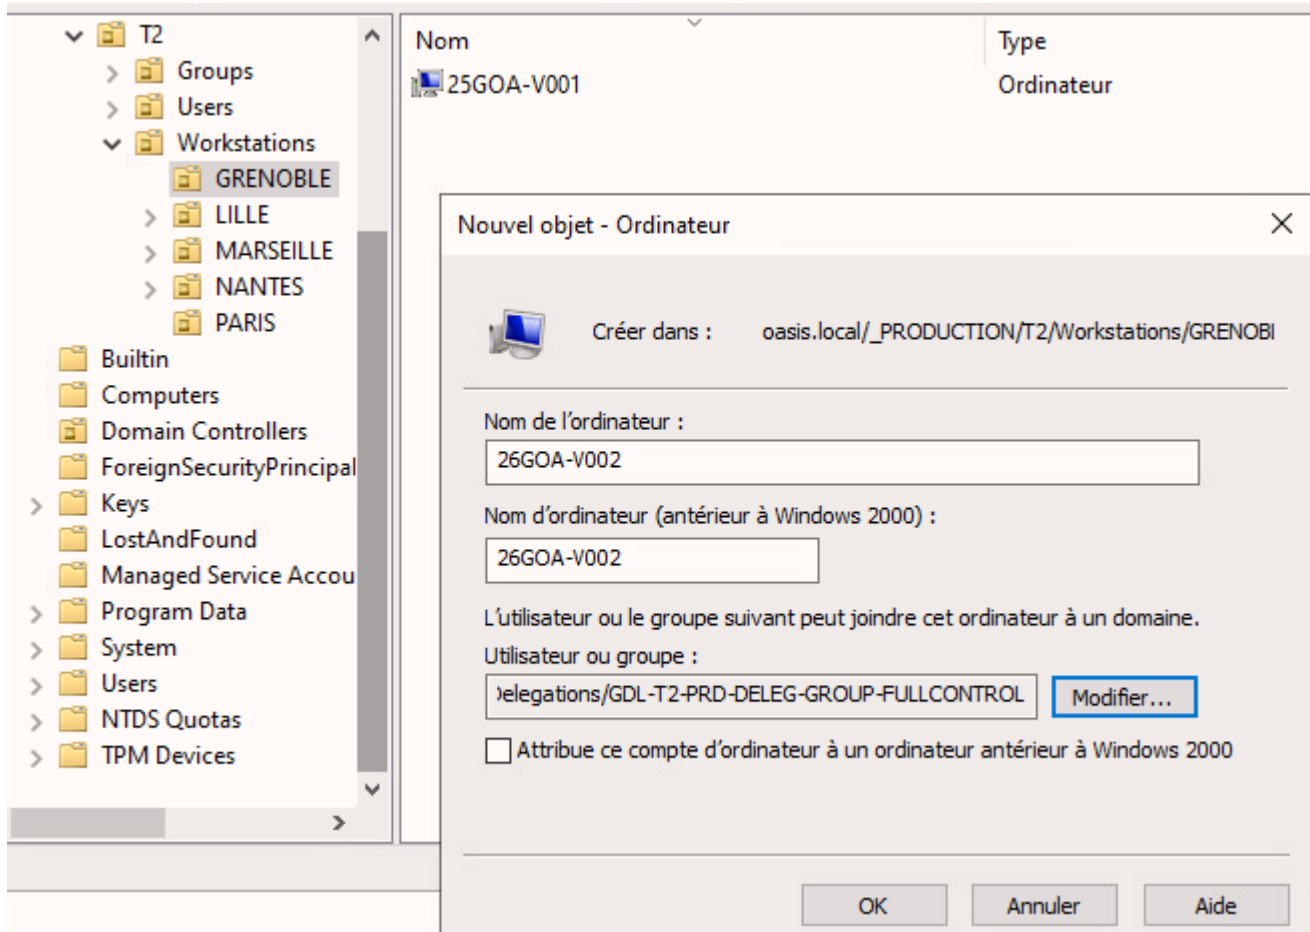 T2
Groups
Users
Workstations
GRENOBLE
LILLE
MARSEILLE
NANTES
PARIS
Builtin
Computers
Domain Controllers
ForeignSecurityPrincipal
Keys
LostAndFound
Managed Service Accou
Program Data
System
Users
NTDS Quotas
TPM Devices
Nom Type
25GOA-V001 Ordinateur
Nouvel objet - Ordinateur
Créer dans : oasis.local/_PRODUCTION/T2/Workstations/GRENOBI
Nom de l'ordinateur :
26GOA-V002
Nom d'ordinateur (antérieur à Windows 2000) :
26GOA-V002
L'utilisateur ou le groupe suivant peut joindre cet ordinateur à un domaine.
Utilisateur ou groupe :
elegations/GDL-T2-PRD-DELEG-GROUP-FULLCONTROL Modifier...
Attribue ce compte d'ordinateur à un ordinateur antérieur à Windows 2000
OK Annuler Aide